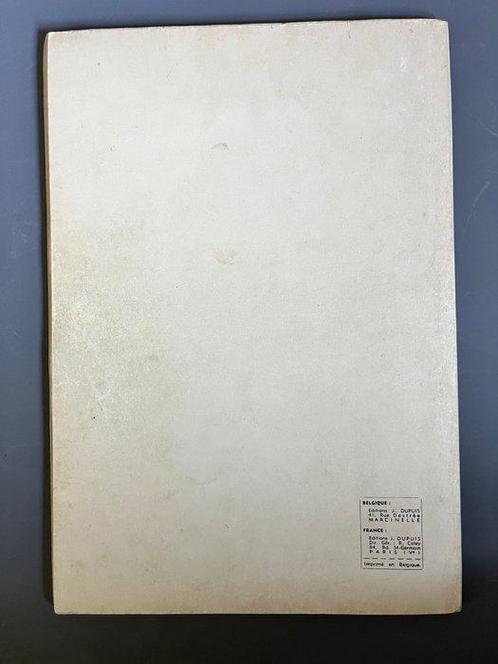 BELGIQUE :
Editions J. DUPUIS
41, Rue Destrée
MARCINELLE
FRANCE :
Editions J. DUPUIS
Dir. Gér. : R. Catey
84, Bd St-Germain
PARIS (Ve)
Imprimé en Belgique.